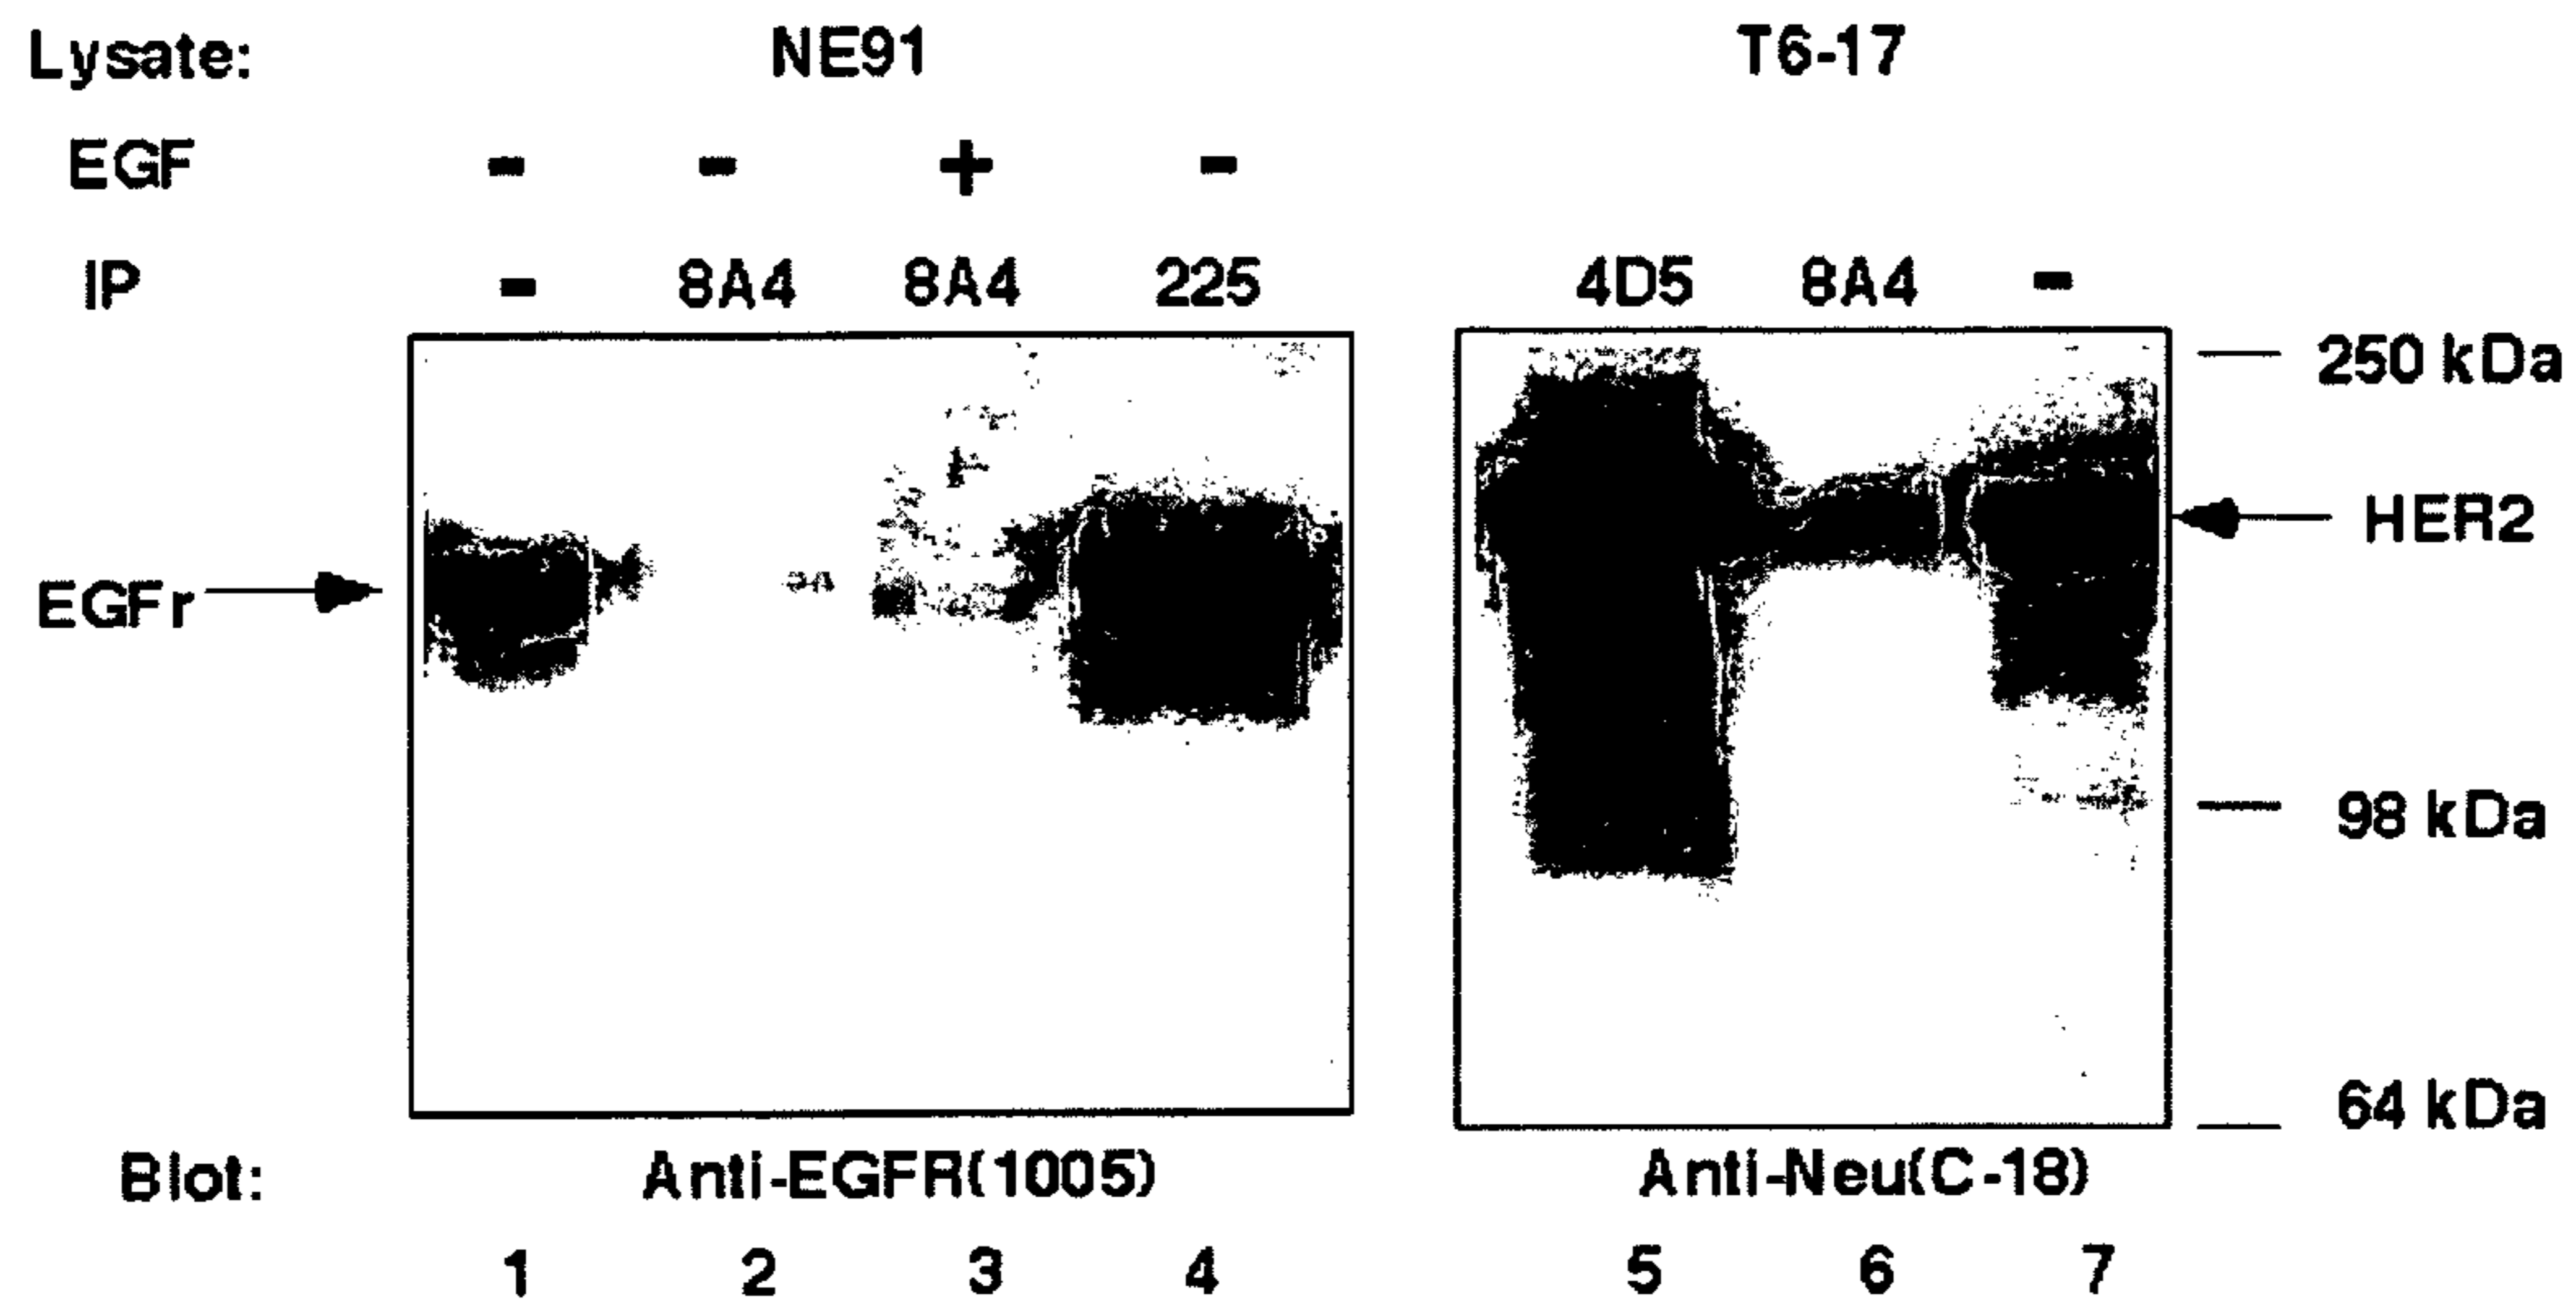 Lysate: NE91 T6-17
EGF - - + -
IP - 8A4 8A4 225 4D5 8A4 -
250 kDa
HER2
EGFr
98 kDa
64 kDa
Blot: Anti-EGFR(1005) Anti-Neu(C-18)
1 2 3 4 5 6 7